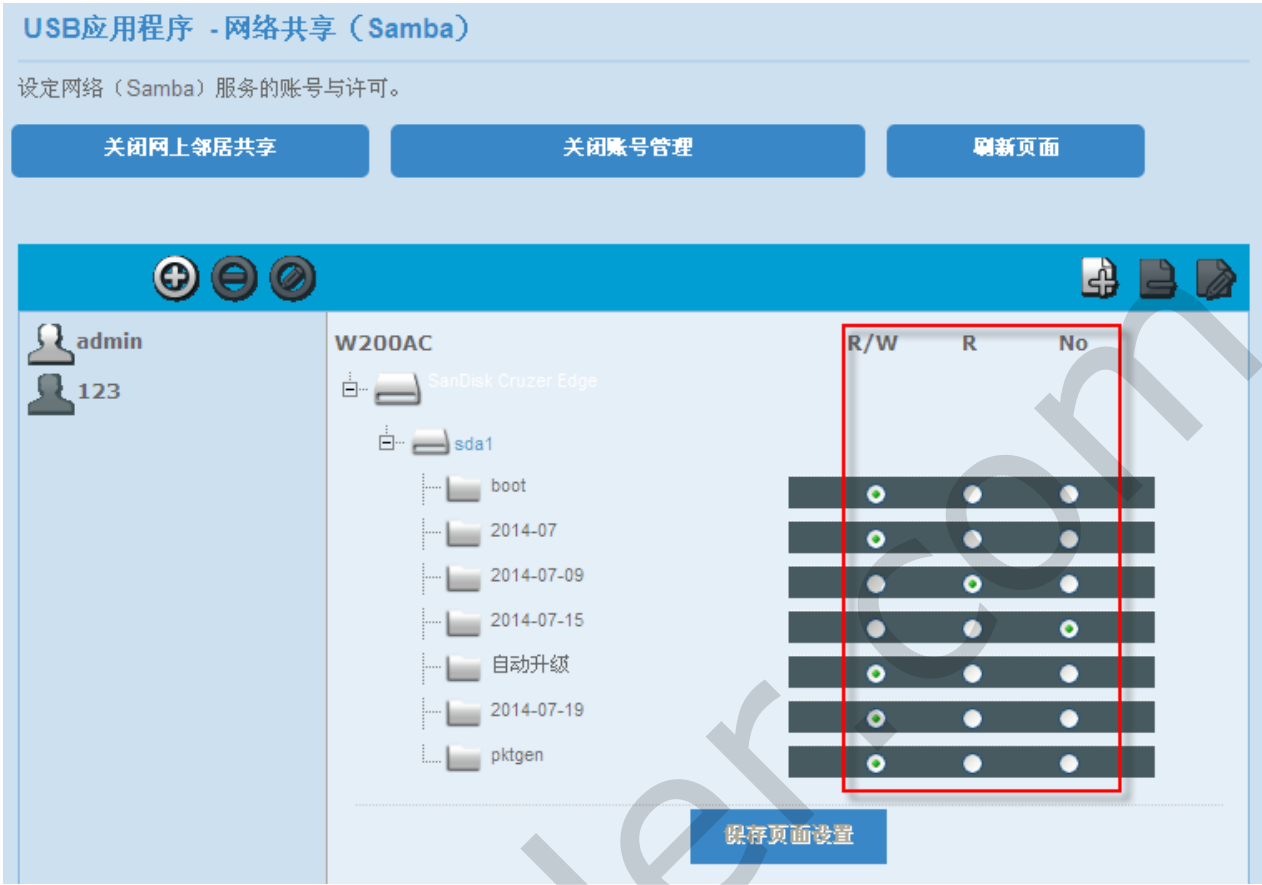 USB应用程序 - 网络共享（Samba）
设定网络（Samba）服务的账号与许可。
关闭网上邻居共享 关闭账号管理 刷新页面
admin
123
W200AC R/W R No
SanDisk Cruzer Edge
sda1
boot
2014-07
2014-07-09
2014-07-15
自动升级
2014-07-19
pktgen
保存页面设置
ler.com